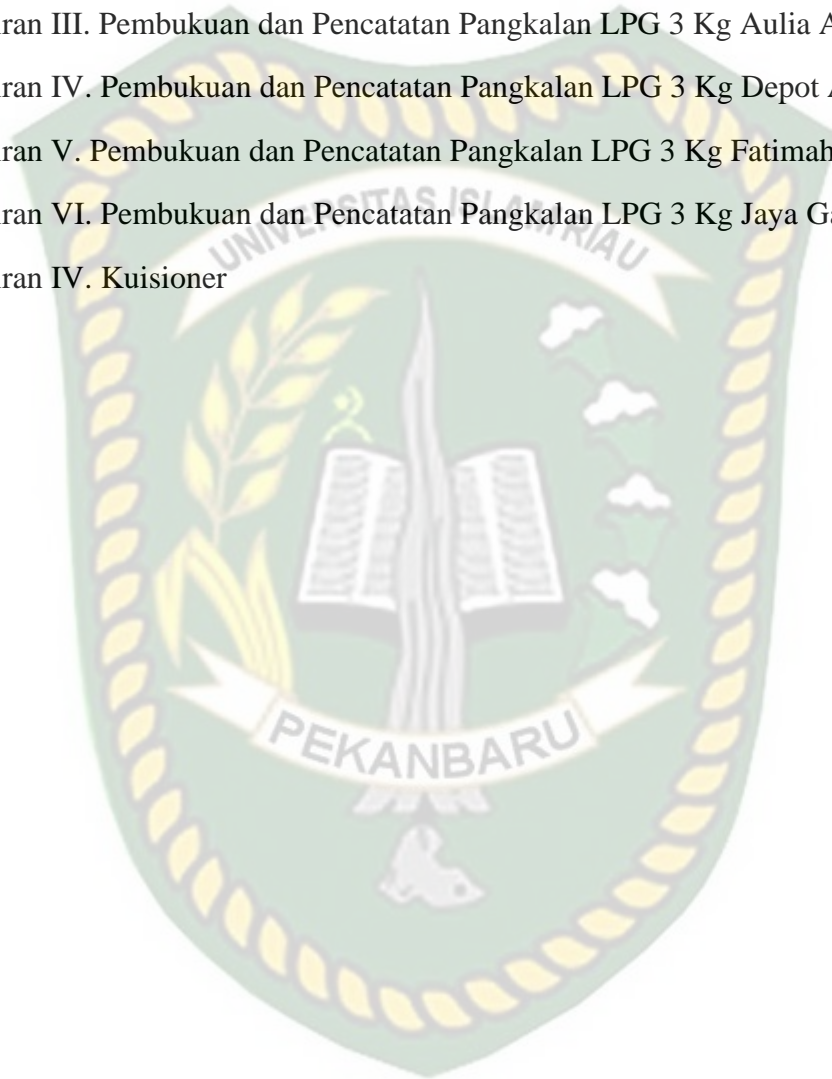 ran III. Pembukuan dan Pencatatan Pangkalan LPG 3 Kg Aulia A
ran IV. Pembukuan dan Pencatatan Pangkalan LPG 3 Kg Depot A
ran V. Pembukuan dan Pencatatan Pangkalan LPG 3 Kg Fatimah
ran VI. Pembukuan dan Pencatatan Pangkalan LPG 3 Kg Jaya Ga
ran IV. Kuisioner
UNIVERSITAS ISLAM RIAU
PEKANBARU